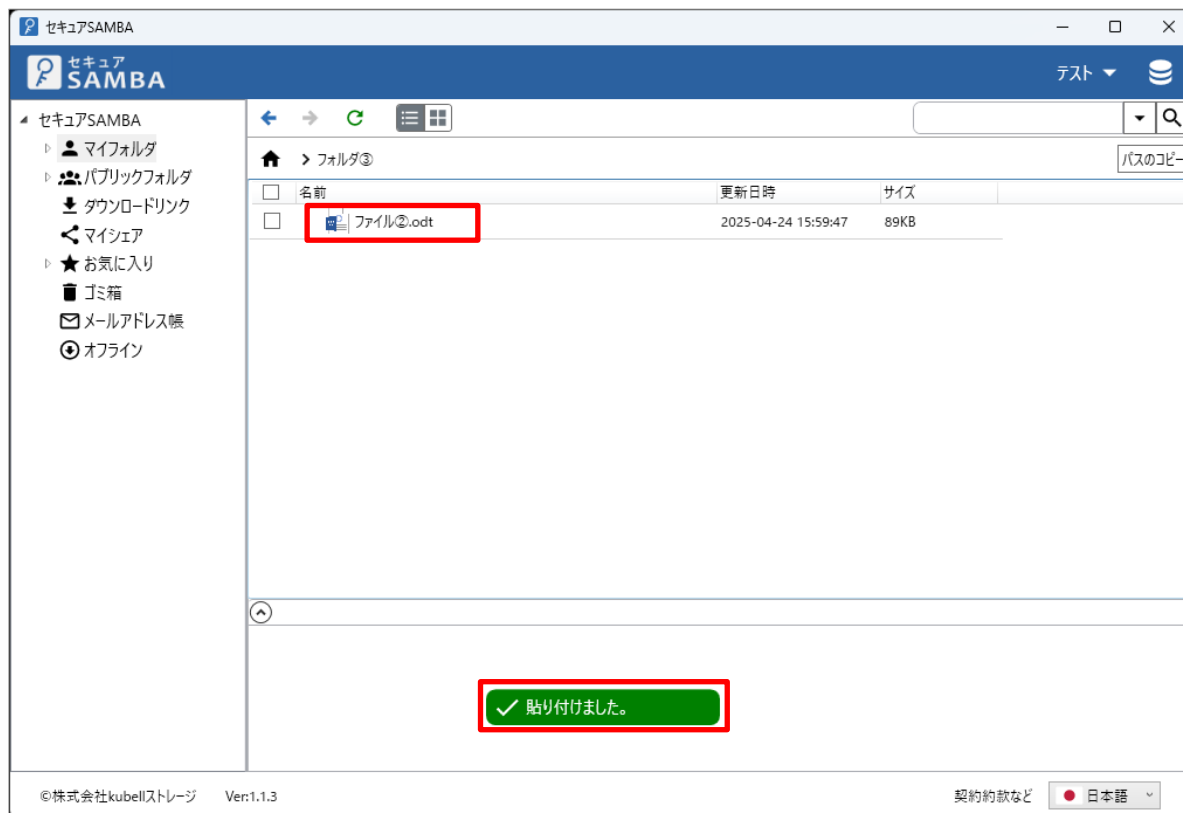 セキュアSAMBA
セキュア
SAMBA
テスト
セキュアSAMBA
マイフォルダ
パブリックフォルダ
ダウンロードリンク
マイシェア
お気に入り
ゴミ箱
メールアドレス帳
オフライン
フォルダ③
パスのコピー
名前 更新日時 サイズ
ファイル②.odt 2025-04-24 15:59:47 89KB
貼り付けました。
©株式会社kubellストレージ Ver:1.1.3 契約約款など 日本語